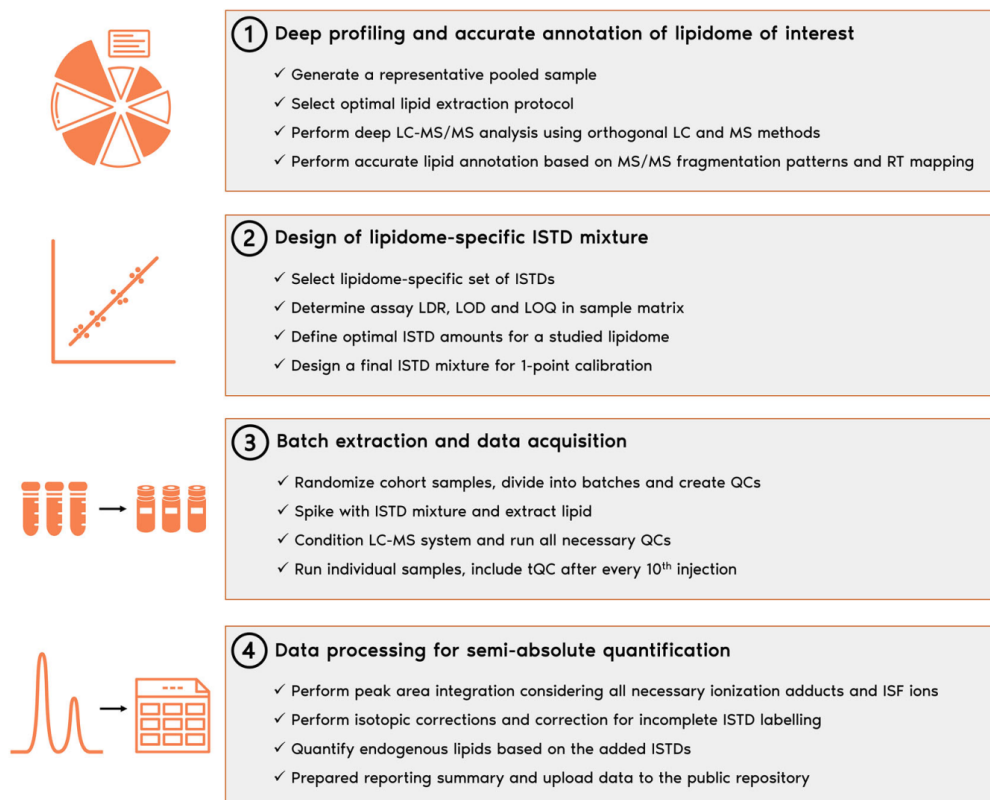 1 Deep profiling and accurate annotation of lipidome of interest
✓ Generate a representative pooled sample
✓ Select optimal lipid extraction protocol
✓ Perform deep LC-MS/MS analysis using orthogonal LC and MS methods
✓ Perform accurate lipid annotation based on MS/MS fragmentation patterns and RT mapping
2 Design of lipidome-specific ISTD mixture
✓ Select lipidome-specific set of ISTDs
✓ Determine assay LDR, LOD and LOQ in sample matrix
✓ Define optimal ISTD amounts for a studied lipidome
✓ Design a final ISTD mixture for 1-point calibration
3 Batch extraction and data acquisition
✓ Randomize cohort samples, divide into batches and create QCs
✓ Spike with ISTD mixture and extract lipid
✓ Condition LC-MS system and run all necessary QCs
✓ Run individual samples, include tQC after every 10th injection
4 Data processing for semi-absolute quantification
✓ Perform peak area integration considering all necessary ionization adducts and ISF ions
✓ Perform isotopic corrections and correction for incomplete ISTD labelling
✓ Quantify endogenous lipids based on the added ISTDs
✓ Prepared reporting summary and upload data to the public repository